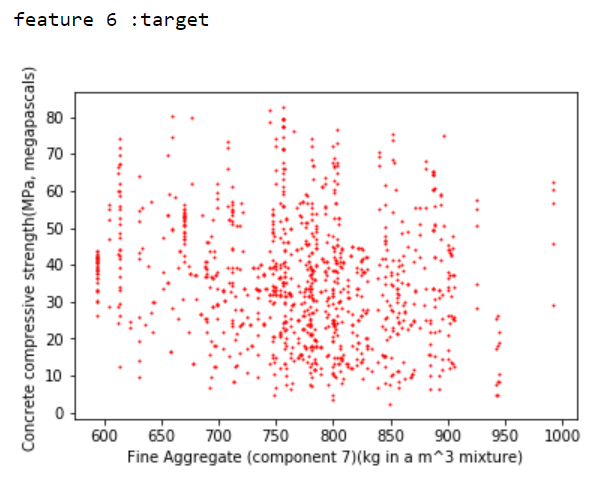 feature 6 :target
Concrete compressive strength(MPa, megapascals)
80
70
60
50
40
30
20
10
0
600 650 700 750 800 850 900 950 1000
Fine Aggregate (component 7)(kg in a m^3 mixture)